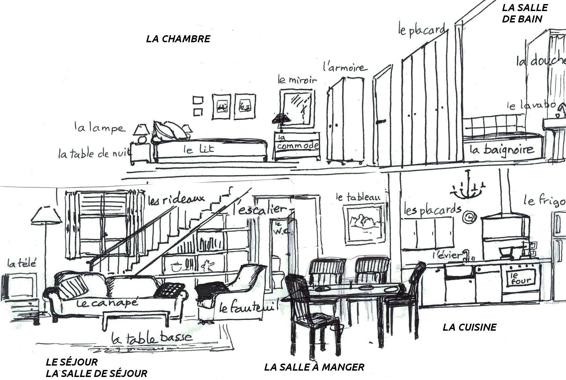 LA SALLE
DE BAIN
LA CHAMBRE
le placard
la douche
l'armoire
le miroir
le lavabo
la lampe
la commode
la table de nuit
le lit
la baignoire
les rideaux
l'escalier
le tableau
les placards
le frigo
le W.C.
la télé
l'évier
le four
le canapé
le fauteuil
la table basse
LA CUISINE
LE SÉJOUR
LA SALLE DE SÉJOUR
LA SALLE À MANGER